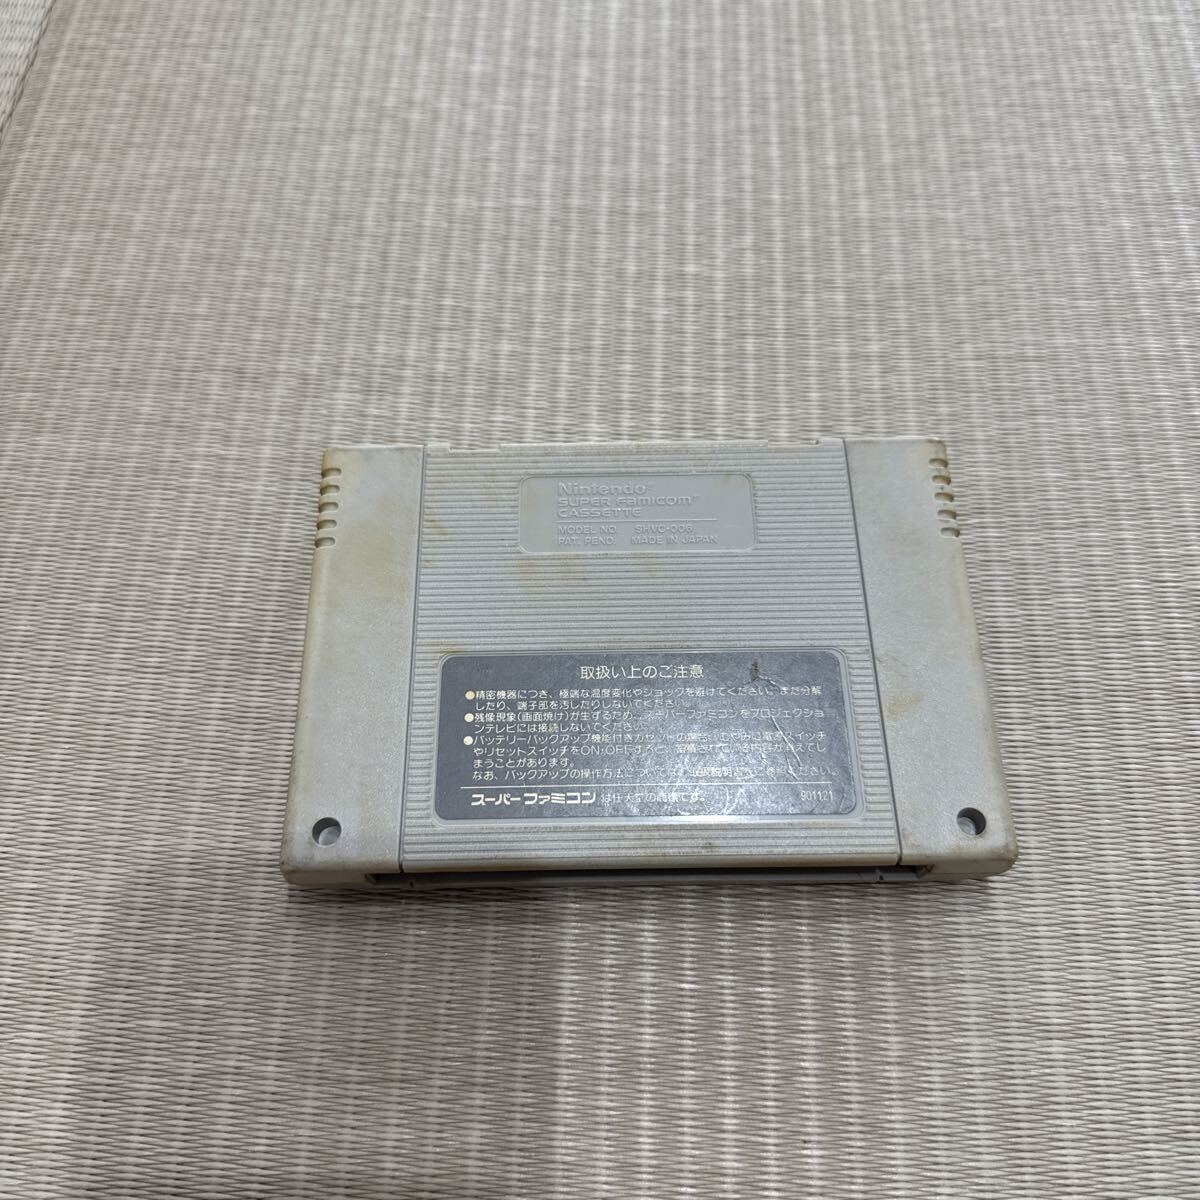 Nintendo
SUPER Famicom
CASSETTE
MODEL NO. SHVC-006
PAT. PEND. MADE IN JAPAN
取扱い上のご注意
●精密機器につき、極端な温度変化やショックを避けてください。また分解
したり、端子部を汚したりしないでください。
●残像現象(画面焼け)が生ずるため、スーパーファミコンをプロジェクショ
ンテレビには接続しないでください。
●バッテリーバックアップ機能付きカセットの場合、むやみに電源スイッチ
やリセットスイッチをON・OFFすると、蓄積されている内容が消えてし
まうことがあります。
なお、バックアップの操作方法については、取扱説明書をご参照ください。
スーパーファミコンは任天堂の商標です。 901121